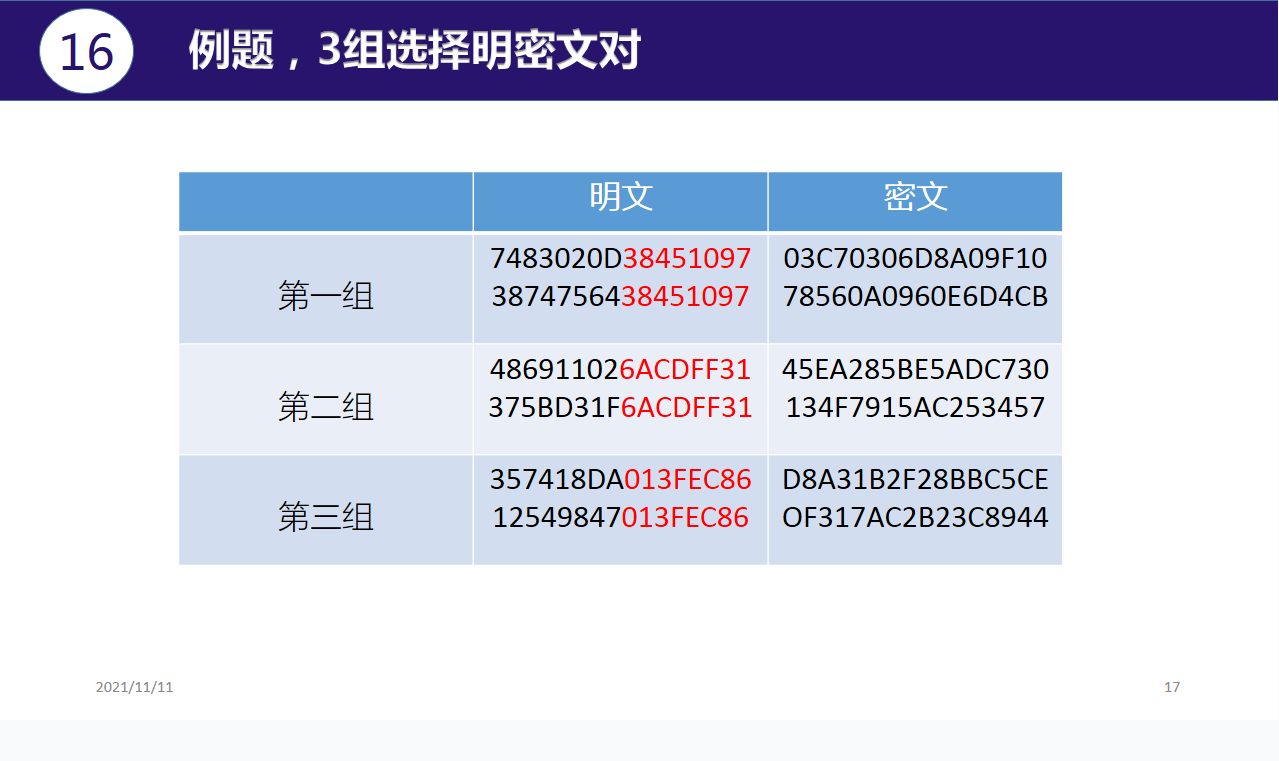 16
例题，3组选择明密文对
明文 密文
第一组
7483020D38451097 03C70306D8A09F10
3874756438451097 78560A0960E6D4CB
第二组
486911026ACDFF31 45EA285BE5ADC730
375BD31F6ACDFF31 134F7915AC253457
第三组
357418DA013FEC86 D8A31B2F28BBC5CE
12549847013FEC86 OF317AC2B23C8944
2021/11/11
17